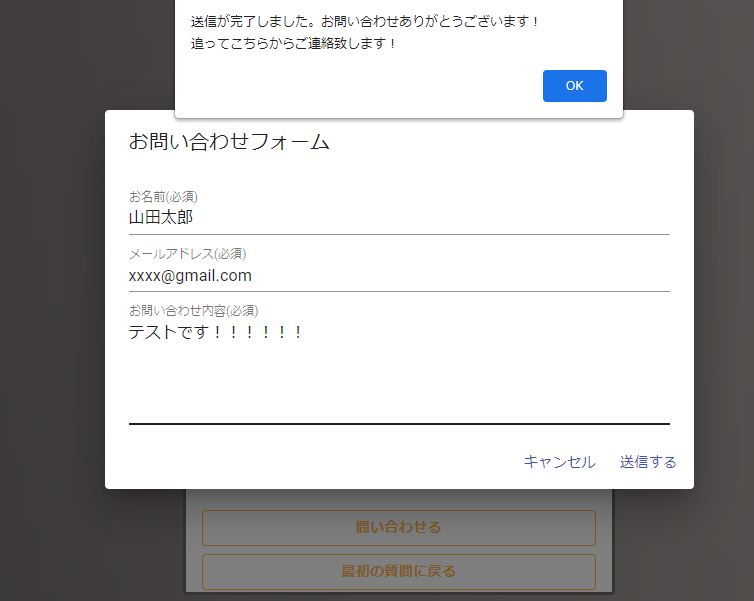 送信が完了しました。お問い合わせありがとうございます！
追ってこちらからご連絡致します！
OK
お問い合わせフォーム
お名前(必須)
山田太郎
メールアドレス(必須)
xxxx@gmail.com
お問い合わせ内容(必須)
テストです！！！！！！
キャンセル 送信する
問い合わせる
最初の質問に戻る